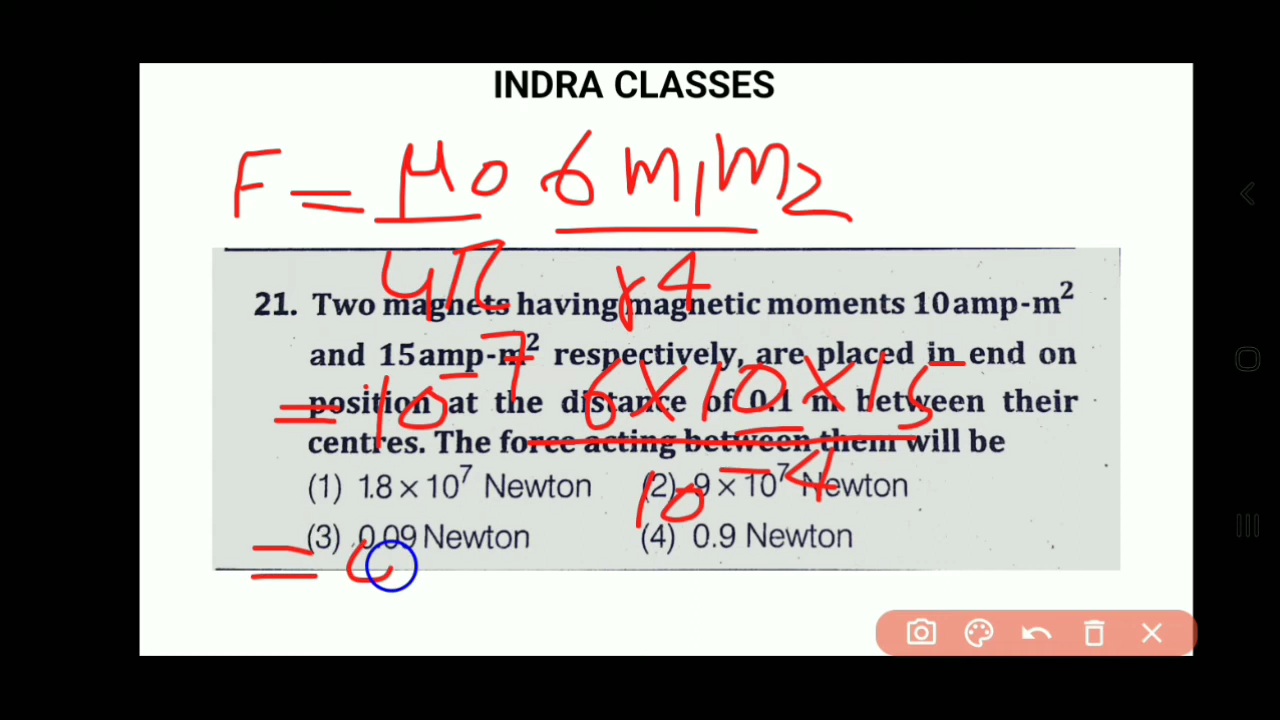 INDRA CLASSES
F = μ0 6 m1m2
4π r4
21. Two magnets having magnetic moments 10 amp-m²
and 15 amp-m² respectively, are placed in end on
= 10-7 6×10×15
position at the distance of 0.1 m between their
centres. The force acting between them will be
10-4
(1) 1.8 × 10⁷ Newton (2) 9 × 10⁷ Newton
(3) 0.09 Newton (4) 0.9 Newton
=